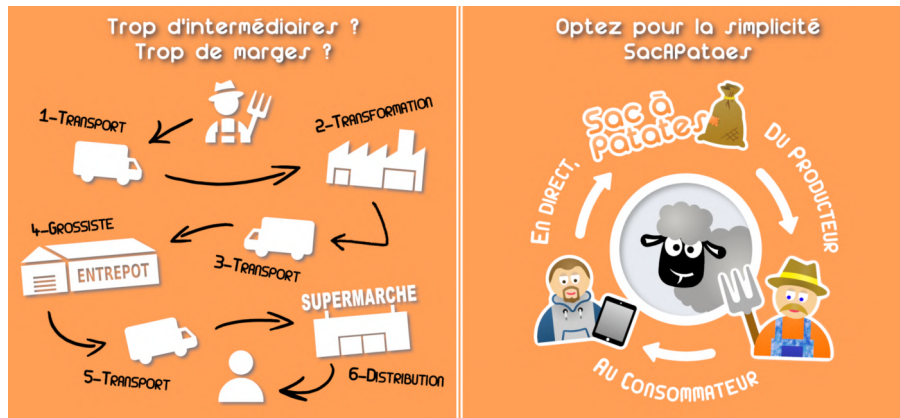 Trop d'intermédiaires ?
Trop de marges ?
1-Transport
2-Transformation
3-Transport
4-Grossiste
ENTREPOT
5-Transport
SUPERMARCHE
6-Distribution
Optez pour la simplicité
SacAPataes
Sac à
Patates
En direct,
Du Producteur
Au Consommateur